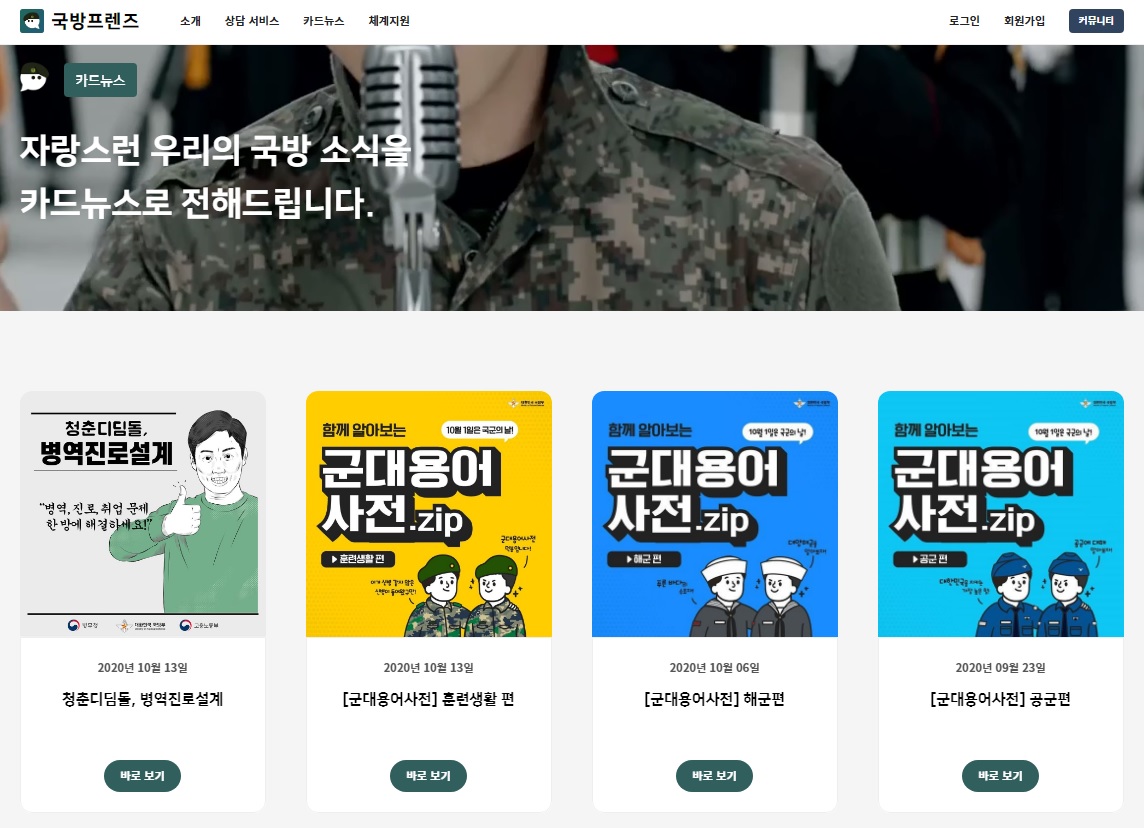 국방프렌즈
소개 상담 서비스 카드뉴스 체계지원
로그인 회원가입 커뮤니티
카드뉴스
자랑스런 우리의 국방 소식을
카드뉴스로 전해드립니다.
청춘디딤돌,
병역진로설계
"병역, 진로, 취업 문제
한 방에 해결하세요!"
병무청 대한민국 국방부 고용노동부
2020년 10월 13일
청춘디딤돌, 병역진로설계
바로 보기
함께 알아보는
10월 1일은 국군의 날!
군대용어
사전.zip
훈련생활 편
2020년 10월 13일
[군대용어사전] 훈련생활 편
바로 보기
함께 알아보는
10월 1일은 국군의 날!
군대용어
사전.zip
해군 편
2020년 10월 06일
[군대용어사전] 해군편
바로 보기
함께 알아보는
10월 1일은 국군의 날!
군대용어
사전.zip
공군 편
2020년 09월 23일
[군대용어사전] 공군편
바로 보기